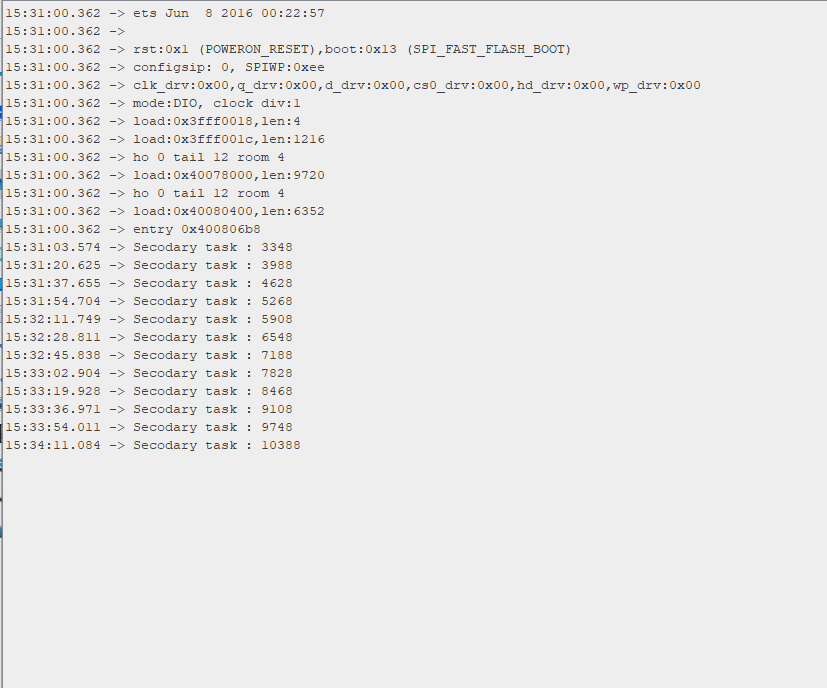 15:31:00.362 -> ets Jun  8 2016 00:22:57
15:31:00.362 ->
15:31:00.362 -> rst:0x1 (POWERON_RESET),boot:0x13 (SPI_FAST_FLASH_BOOT)
15:31:00.362 -> configsip: 0, SPIWP:0xee
15:31:00.362 -> clk_drv:0x00,q_drv:0x00,d_drv:0x00,cs0_drv:0x00,hd_drv:0x00,wp_drv:0x00
15:31:00.362 -> mode:DIO, clock div:1
15:31:00.362 -> load:0x3fff0018,len:4
15:31:00.362 -> load:0x3fff001c,len:1216
15:31:00.362 -> ho 0 tail 12 room 4
15:31:00.362 -> load:0x40078000,len:9720
15:31:00.362 -> ho 0 tail 12 room 4
15:31:00.362 -> load:0x40080400,len:6352
15:31:00.362 -> entry 0x400806b8
15:31:03.574 -> Secodary task : 3348
15:31:20.625 -> Secodary task : 3988
15:31:37.655 -> Secodary task : 4628
15:31:54.704 -> Secodary task : 5268
15:32:11.749 -> Secodary task : 5908
15:32:28.811 -> Secodary task : 6548
15:32:45.838 -> Secodary task : 7188
15:33:02.904 -> Secodary task : 7828
15:33:19.928 -> Secodary task : 8468
15:33:36.971 -> Secodary task : 9108
15:33:54.011 -> Secodary task : 9748
15:34:11.084 -> Secodary task : 10388